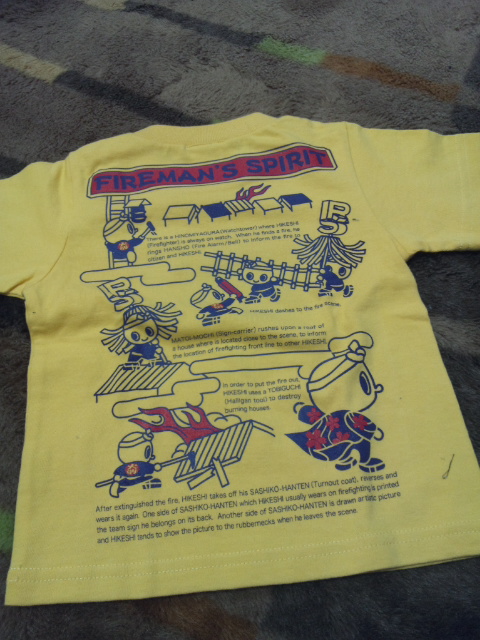 FIREMAN'S SPIRIT
There is a HINOMIYAGURA (Watchtower) where HIKESHI
(Firefighter) is always on watch. When he finds a fire, he
rings HANSHO (Fire Alarm/Bell) to inform the fire to
citizen and HIKESHI.
HIKESHI dashes to the fire scene.
MATOI-MOCHI (Sign-carrier) rushes upon a roof of
a house where is located close to the scene, to inform
the location of firefighting front line to other HIKESHI.
In order to put the fire out,
HIKESHI uses a TOBIGUCHI
(Halligan tool) to destroy
burning houses.
After extinguished the fire, HIKESHI takes off his SASHIKO-HANTEN (Turnout coat), reverses and
wears it again. One side of SASHIKO-HANTEN which HIKESHI usually wears on firefighting is printed
the team sign he belongs on its back. Another side of SASHIKO-HANTEN is drawn artistic picture
and HIKESHI tends to show the picture to the rubbernecks when he leaves the scene.